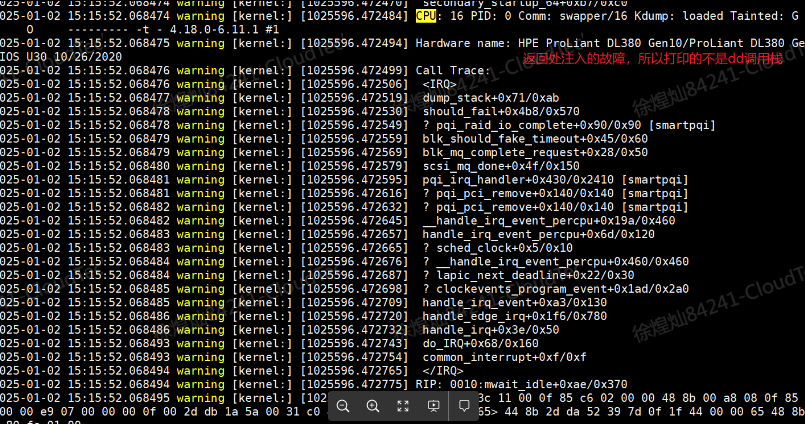 025-01-02 15:15:52.068474 warning [kernel:] [1025596.472470]  secondary_startup_64+0xb7/0xc0
025-01-02 15:15:52.068474 warning [kernel:] [1025596.472484] CPU: 16 PID: 0 Comm: swapper/16 Kdump: loaded Tainted: G
O     --------- -t - 4.18.0-6.11.1 #1
025-01-02 15:15:52.068475 warning [kernel:] [1025596.472494] Hardware name: HPE ProLiant DL380 Gen10/ProLiant DL380 Ge
IOS U30 10/26/2020
返回处注入的故障，所以打印的不是dd调用栈
025-01-02 15:15:52.068476 warning [kernel:] [1025596.472499] Call Trace:
025-01-02 15:15:52.068476 warning [kernel:] [1025596.472506]  <IRQ>
025-01-02 15:15:52.068477 warning [kernel:] [1025596.472519]  dump_stack+0x71/0xab
025-01-02 15:15:52.068478 warning [kernel:] [1025596.472530]  should_fail+0x4b8/0x570
025-01-02 15:15:52.068478 warning [kernel:] [1025596.472549]  ? pqi_raid_io_complete+0x90/0x90 [smartpqi]
025-01-02 15:15:52.068479 warning [kernel:] [1025596.472559]  blk_should_fake_timeout+0x45/0x60
025-01-02 15:15:52.068479 warning [kernel:] [1025596.472569]  blk_mq_complete_request+0x28/0x50
025-01-02 15:15:52.068480 warning [kernel:] [1025596.472579]  scsi_mq_done+0x4f/0x150
025-01-02 15:15:52.068481 warning [kernel:] [1025596.472595]  pqi_irq_handler+0x430/0x2410 [smartpqi]
025-01-02 15:15:52.068481 warning [kernel:] [1025596.472616]  ? pqi_pci_remove+0x140/0x140 [smartpqi]
025-01-02 15:15:52.068482 warning [kernel:] [1025596.472632]  ? pqi_pci_remove+0x140/0x140 [smartpqi]
025-01-02 15:15:52.068482 warning [kernel:] [1025596.472645]  __handle_irq_event_percpu+0x19a/0x460
025-01-02 15:15:52.068483 warning [kernel:] [1025596.472657]  handle_irq_event_percpu+0x6d/0x120
025-01-02 15:15:52.068483 warning [kernel:] [1025596.472665]  ? sched_clock+0x5/0x10
025-01-02 15:15:52.068484 warning [kernel:] [1025596.472676]  ? __handle_irq_event_percpu+0x460/0x460
025-01-02 15:15:52.068484 warning [kernel:] [1025596.472687]  ? lapic_next_deadline+0x22/0x30
025-01-02 15:15:52.068485 warning [kernel:] [1025596.472698]  ? clockevents_program_event+0x1ad/0x2a0
025-01-02 15:15:52.068485 warning [kernel:] [1025596.472709]  handle_irq_event+0xa3/0x130
025-01-02 15:15:52.068486 warning [kernel:] [1025596.472720]  handle_edge_irq+0x1f6/0x780
025-01-02 15:15:52.068486 warning [kernel:] [1025596.472732]  handle_irq+0x3e/0x50
025-01-02 15:15:52.068493 warning [kernel:] [1025596.472743]  do_IRQ+0x68/0x160
025-01-02 15:15:52.068493 warning [kernel:] [1025596.472754]  common_interrupt+0xf/0xf
025-01-02 15:15:52.068494 warning [kernel:] [1025596.472765]  </IRQ>
025-01-02 15:15:52.068494 warning [kernel:] [1025596.472775] RIP: 0010:mwait_idle+0xae/0x370
025-01-02 15:15:52.068495 warning [kernel:] 3c 11 00 0f 85 c6 02 00 00 48 8b 00 a8 08 0f 85
00 00 e9 07 00 00 00 0f 00 2d db 1a 5a 00 31 c0 65> 44 8b 2d da 52 39 7d 0f 1f 44 00 00 65 48 8b
徐煌灿84241-CloudTe